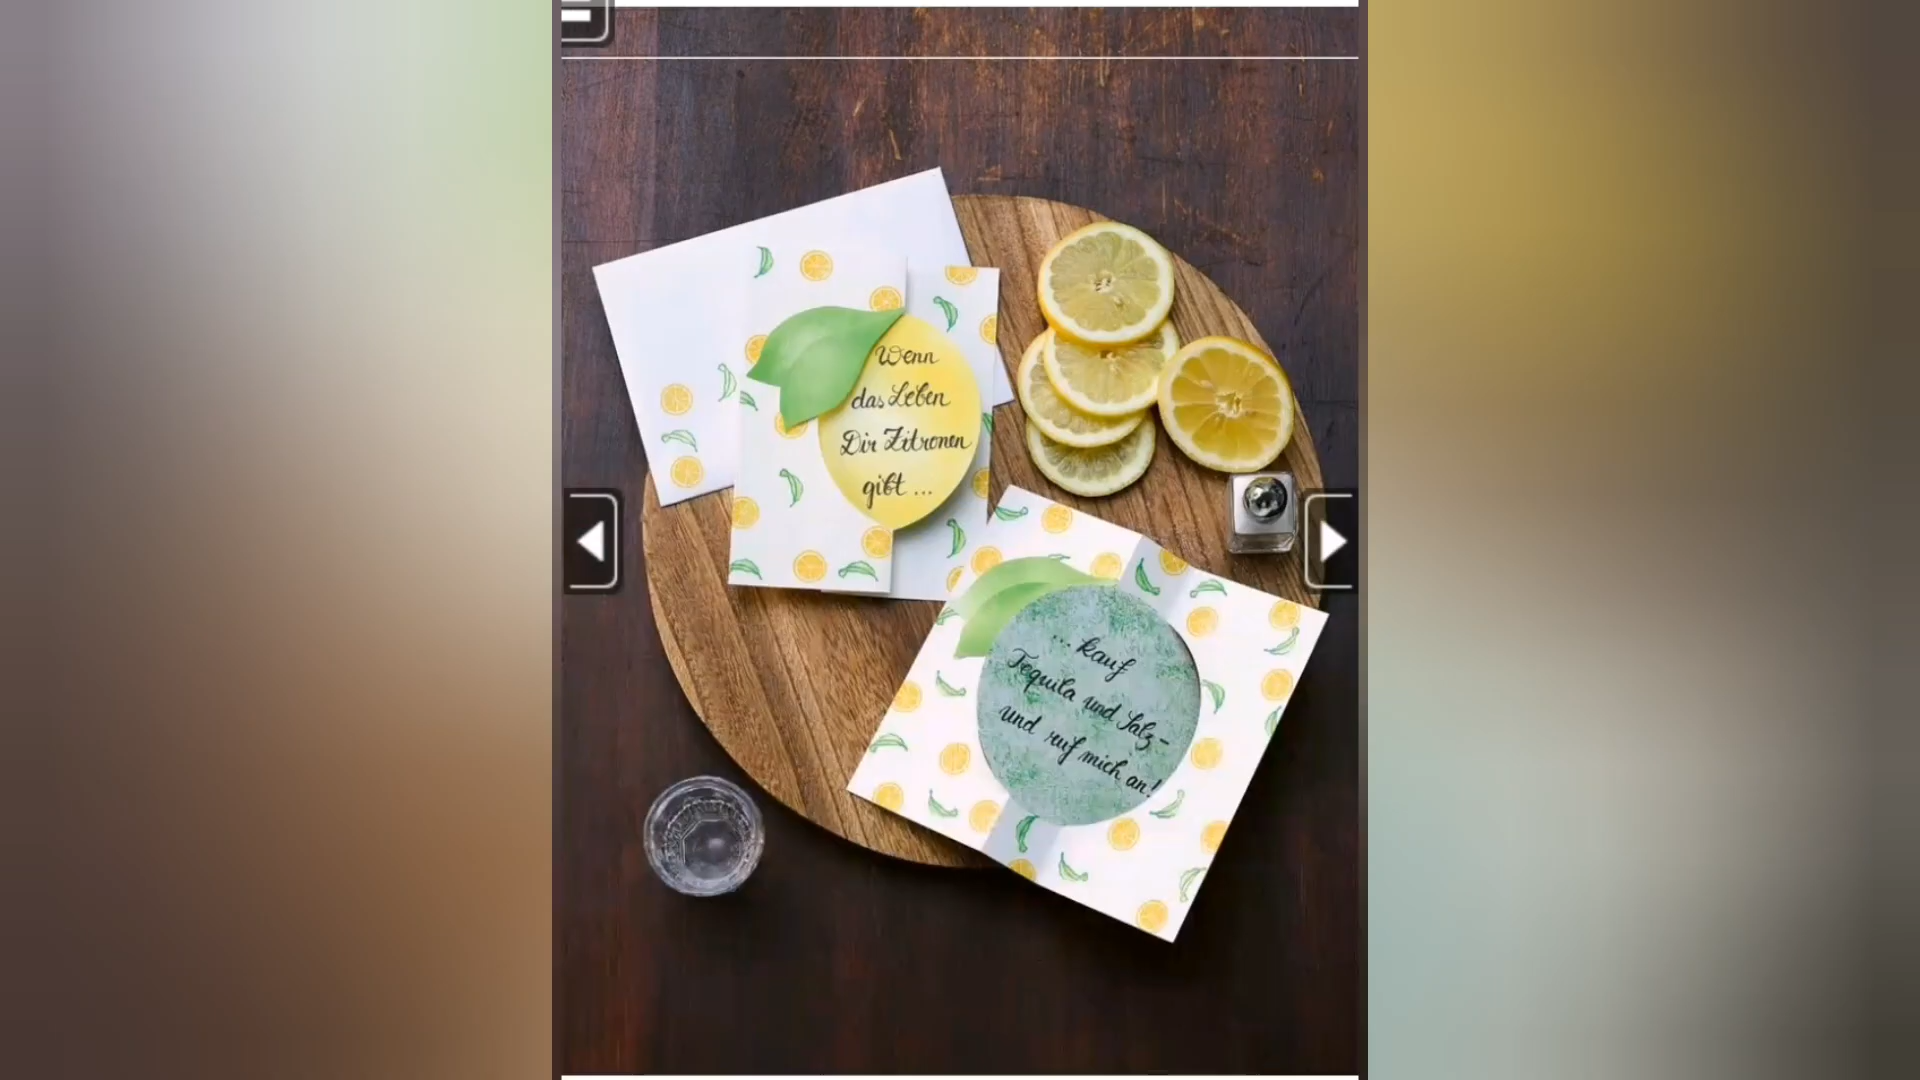 Wenn
das Leben
Dir Zitronen
gibt ...
... kauf
Tequila und Salz -
und ruf mich an!